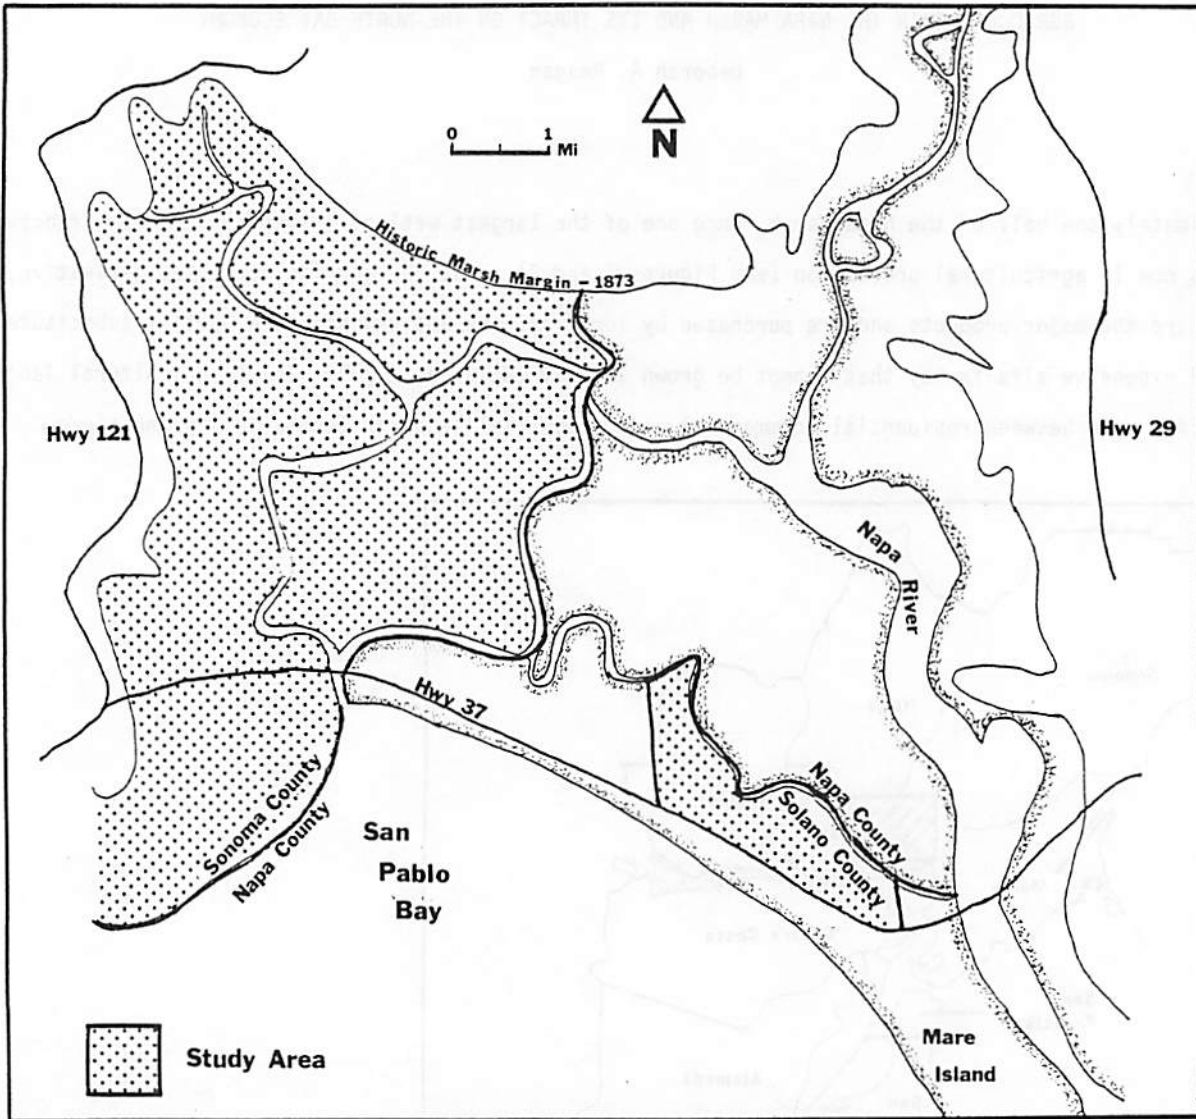 0 1
Mi
N
Historic Marsh Margin - 1873
Hwy 121
Hwy 29
Napa
River
Hwy 37
Napa County
Solano County
Sonoma County
Napa County
San
Pablo
Bay
Study Area
Mare
Island